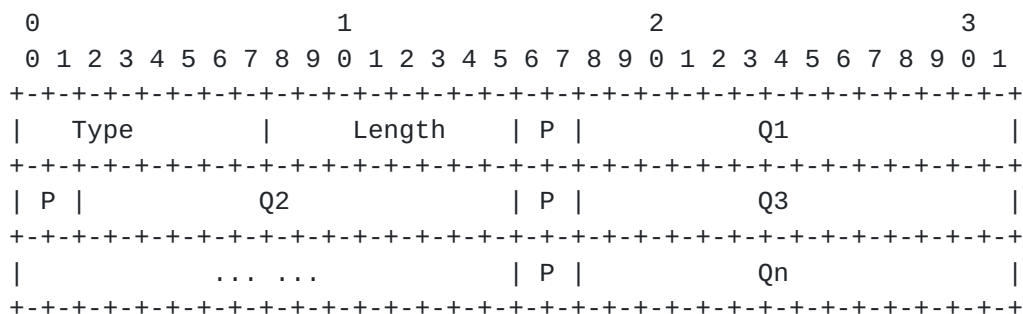 0                   1                   2                   3
 0 1 2 3 4 5 6 7 8 9 0 1 2 3 4 5 6 7 8 9 0 1 2 3 4 5 6 7 8 9 0 1
+-+-+-+-+-+-+-+-+-+-+-+-+-+-+-+-+-+-+-+-+-+-+-+-+-+-+-+-+-+-+-+-+
|   Type        |     Length    | P |           Q1              |
+-+-+-+-+-+-+-+-+-+-+-+-+-+-+-+-+-+-+-+-+-+-+-+-+-+-+-+-+-+-+-+-+
| P |           Q2              | P |           Q3              |
+-+-+-+-+-+-+-+-+-+-+-+-+-+-+-+-+-+-+-+-+-+-+-+-+-+-+-+-+-+-+-+-+
|            ... ...            | P |           Qn              |
+-+-+-+-+-+-+-+-+-+-+-+-+-+-+-+-+-+-+-+-+-+-+-+-+-+-+-+-+-+-+-+-+